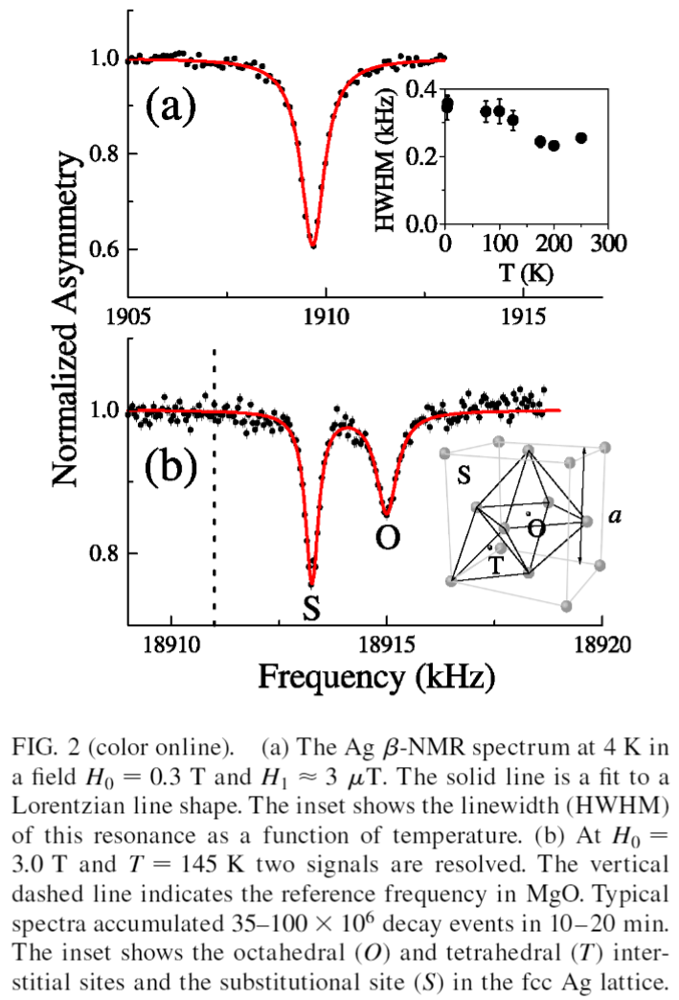 1.0
0.8
0.6
(a)
Normalized Asymmetry
0.4
0.2
0.0
HWHM (kHz)
0 100 200 300
T (K)
1905 1910 1915
1.0
0.8
(b)
S
O
S
O
T
a
18910 18915 18920
Frequency (kHz)
FIG. 2 (color online). (a) The Ag β-NMR spectrum at 4 K in
a field H₀ = 0.3 T and H₁ ≈ 3 μT. The solid line is a fit to a
Lorentzian line shape. The inset shows the linewidth (HWHM)
of this resonance as a function of temperature. (b) At H₀ =
3.0 T and T = 145 K two signals are resolved. The vertical
dashed line indicates the reference frequency in MgO. Typical
spectra accumulated 35–100 × 10⁶ decay events in 10–20 min.
The inset shows the octahedral (O) and tetrahedral (T) inter-
stitial sites and the substitutional site (S) in the fcc Ag lattice.